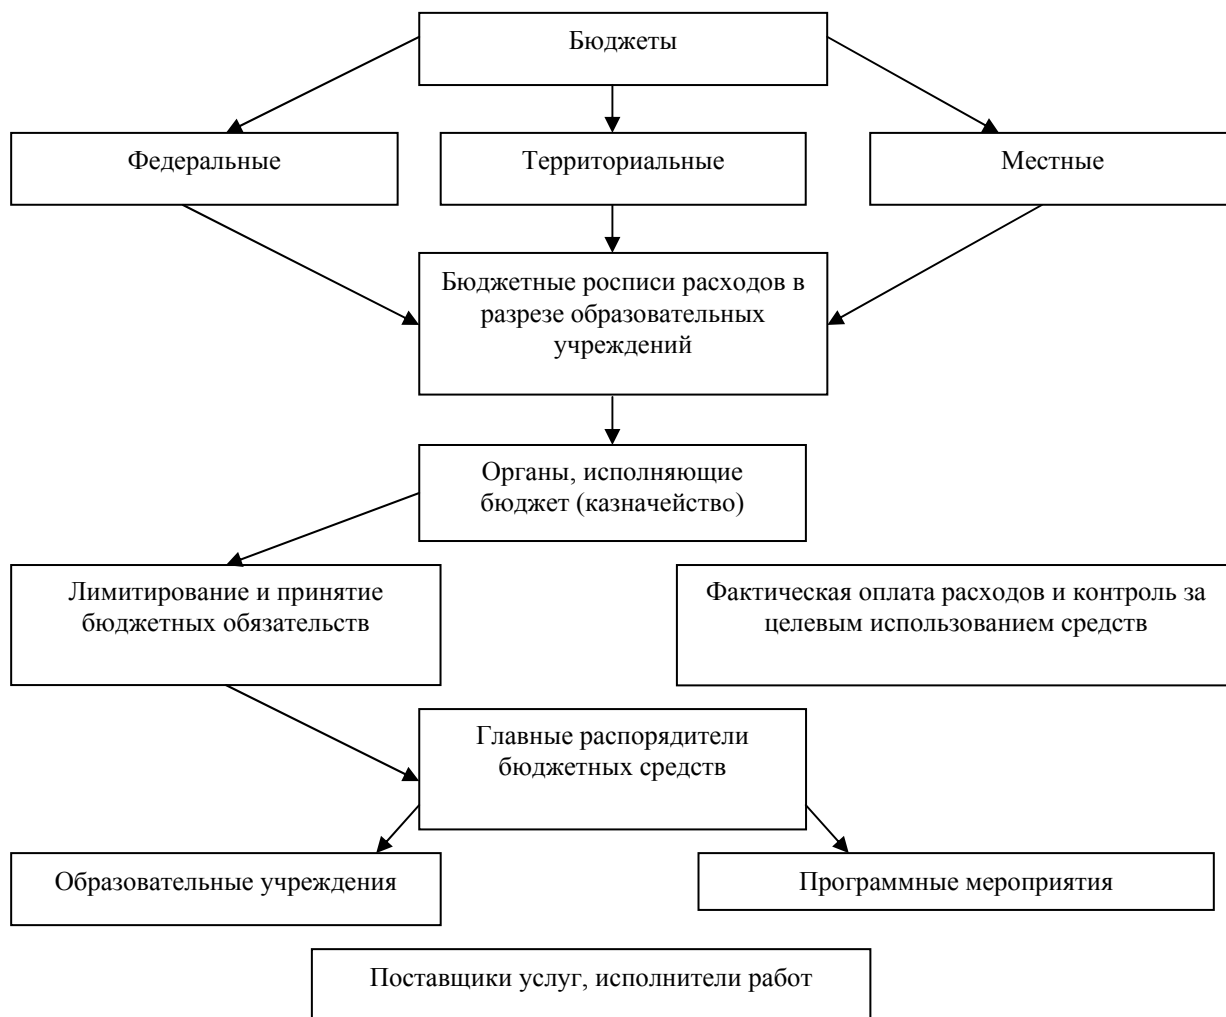 Бюджеты
Федеральные
Территориальные
Местные
Бюджетные росписи расходов в
разрезе образовательных
учреждений
Органы, исполняющие
бюджет (казначейство)
Лимитирование и принятие
бюджетных обязательств
Фактическая оплата расходов и контроль за
целевым использованием средств
Главные распорядители
бюджетных средств
Образовательные учреждения
Программные мероприятия
Поставщики услуг, исполнители работ